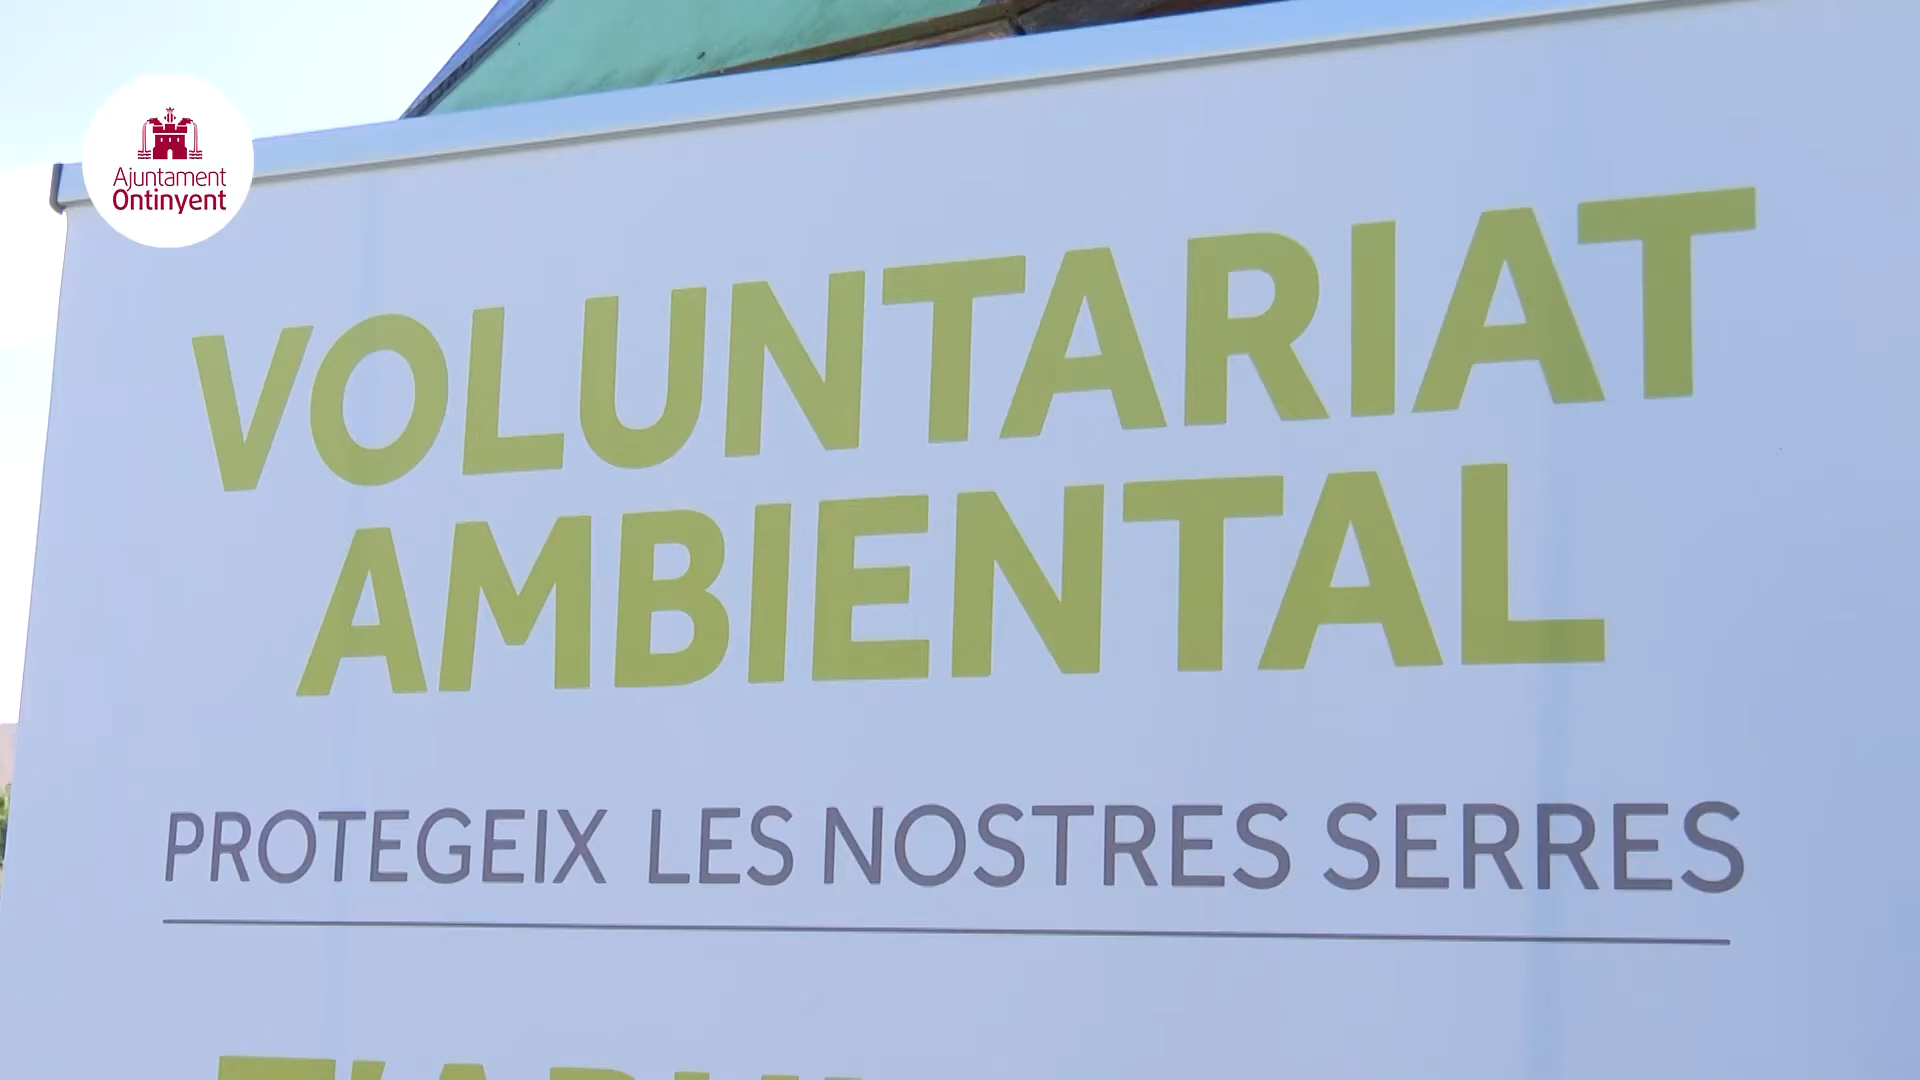 Ajuntament
Ontinyent
VOLUNTARIAT
AMBIENTAL
PROTEGEIX LES NOSTRES SERRES